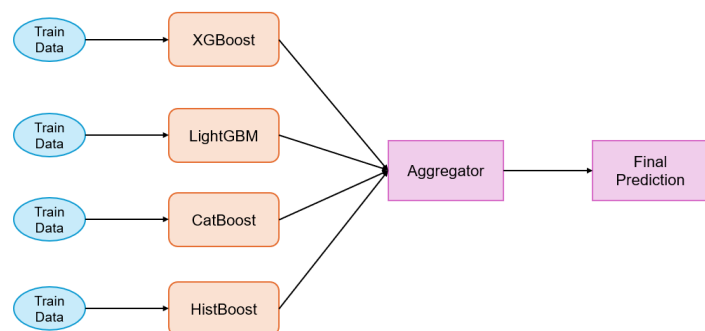 Train
Data
XGBoost
Train
Data
LightGBM
Aggregator
Final
Prediction
Train
Data
CatBoost
Train
Data
HistBoost